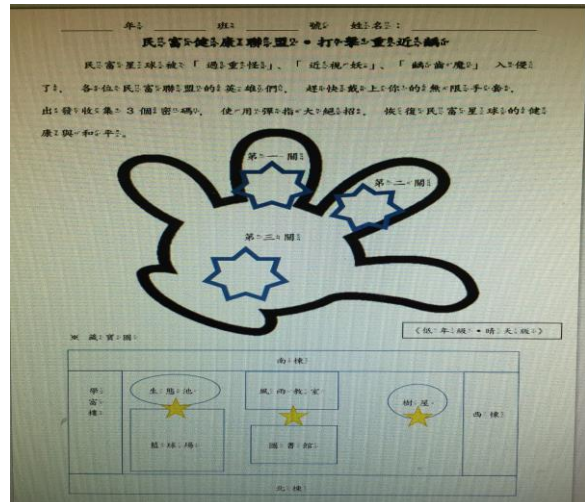 年 班 號 姓名：
民富健康聯盟•打擊重近齲
民富星球被「過重怪」、「近視妖」、「齲齒魔」入侵
了，各位民富聯盟的英雄們，趕快戴上你的無限手套，
出發收集3個密碼，使用彈指大絕招，恢復民富星球的健
康與和平。
第一關
第二關
第三關
(低年級•晴天版)
※ 藏寶圖
南棟
學富樓
生態池
風雨教室
樹屋
西棟
籃球場
圖書館
北棟